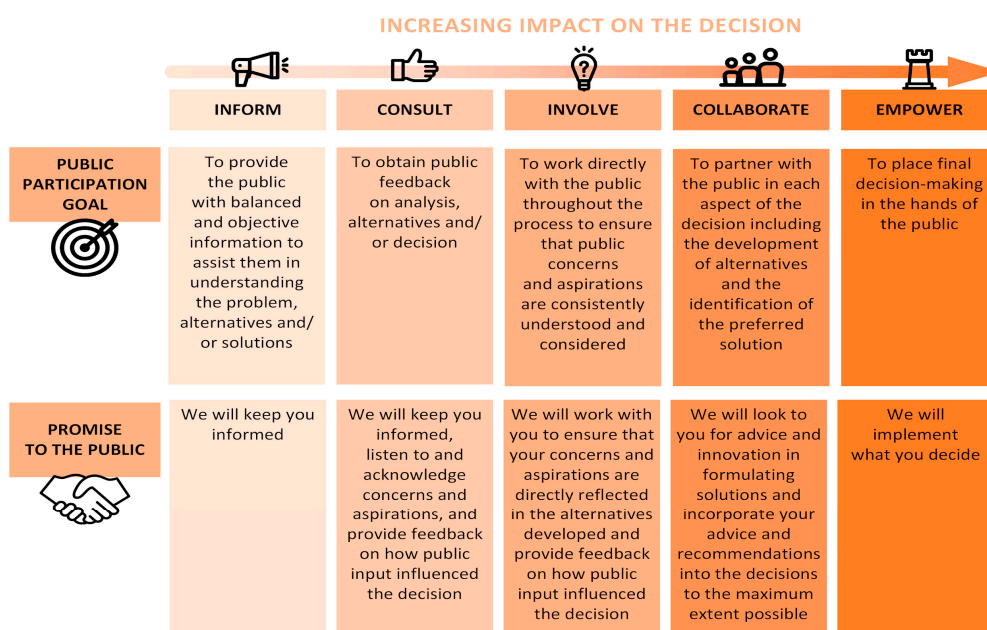 INCREASING IMPACT ON THE DECISION
?
INFORM
CONSULT
INVOLVE
COLLABORATE
EMPOWER
PUBLIC
PARTICIPATION
GOAL
To provide
the public
with balanced
and objective
information to
assist them in
understanding
the problem,
alternatives and/
or solutions
To obtain public
feedback
on analysis,
alternatives and/
or decision
To work directly
with the public
throughout the
process to ensure
that public
concerns
and aspirations
are consistently
understood and
considered
To partner with
the public in each
aspect of the
decision including
the development
of alternatives
and the
identification of
the preferred
solution
To place final
decision-making
in the hands of
the public
PROMISE
TO THE PUBLIC
We will keep you
informed
We will keep you
informed,
listen to and
acknowledge
concerns and
aspirations, and
provide feedback
on how public
input influenced
the decision
We will work with
you to ensure that
your concerns and
aspirations are
directly reflected
in the alternatives
developed and
provide feedback
on how public
input influenced
the decision
We will look to
you for advice and
innovation in
formulating
solutions and
incorporate your
advice and
recommendations
into the decisions
to the maximum
extent possible
We will
implement
what you decide